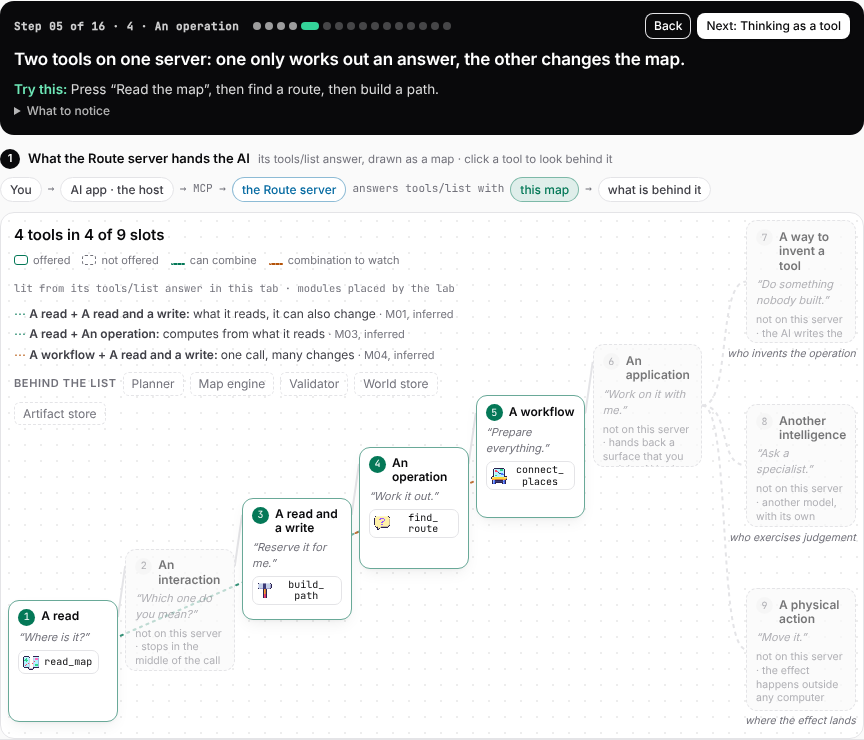 Step 05 of 16 · 4 · An operation
Back
Next: Thinking as a tool
Two tools on one server: one only works out an answer, the other changes the map.
Try this: Press “Read the map”, then find a route, then build a path.
▶ What to notice
1 What the Route server hands the AI its tools/list answer, drawn as a map · click a tool to look behind it
You → AI app · the host → MCP → the Route server answers tools/list with this map → what is behind it
4 tools in 4 of 9 slots
offered not offered can combine combination to watch
lit from its tools/list answer in this tab · modules placed by the lab
A read + A read and a write: what it reads, it can also change · M01, inferred
A read + An operation: computes from what it reads · M03, inferred
A workflow + A read and a write: one call, many changes · M04, inferred
BEHIND THE LIST Planner Map engine Validator World store
Artifact store
1 A read
“Where is it?”
read_map
2 An
interaction
“Which one do
you mean?”
not on this server
· stops in the
middle of the call
3 A read and
a write
“Reserve it for
me.”
build_
path
4 An
operation
“Work it out.”
find_
route
5 A workflow
“Prepare
everything.”
connect_
places
6 An
application
“Work on it with
me.”
not on this server
· hands back a
surface that you
7 A way to
invent a
tool
“Do something
nobody built.”
not on this server
· the AI writes the
who invents the operation
8 Another
intelligence
“Ask a
specialist.”
not on this server
· another model,
with its own
who exercises judgement
9 A physical
action
“Move it.”
not on this server
· the effect
happens outside
any computer
where the effect lands